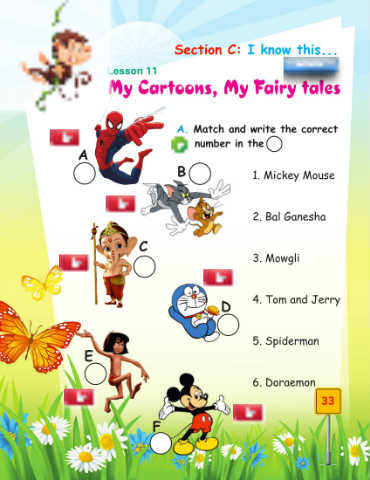 Section C: I know this...
Lesson 11
My Cartoons, My Fairy tales
A. Match and write the correct
number in the
A
B
1. Mickey Mouse
2. Bal Ganesha
C
3. Mowgli
D
4. Tom and Jerry
5. Spiderman
E
6. Doraemon
33
F